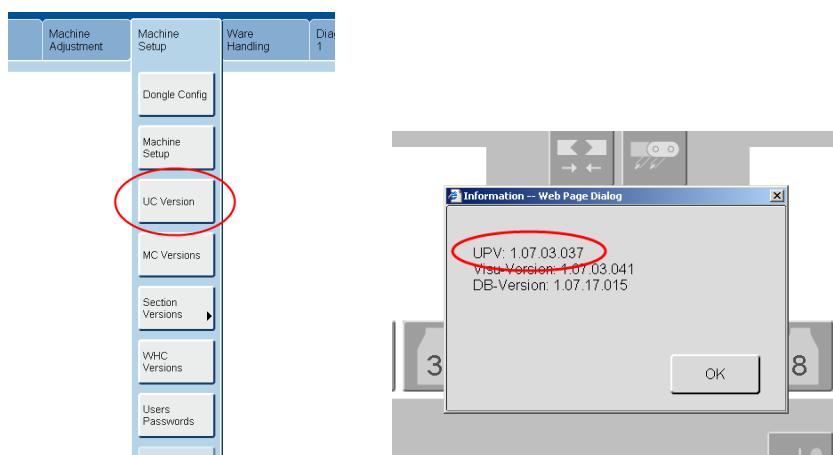 Machine
Adjustment
Machine
Setup
Ware
Handling
Dia
1
Dongle Config
Machine
Setup
UC Version
MC Versions
Section
Versions
WHC
Versions
Users
Passwords
Information -- Web Page Dialog
UPV: 1.07.03.037
Visu-Version: 1.07.03.041
DB-Version: 1.07.17.015
3
OK
8